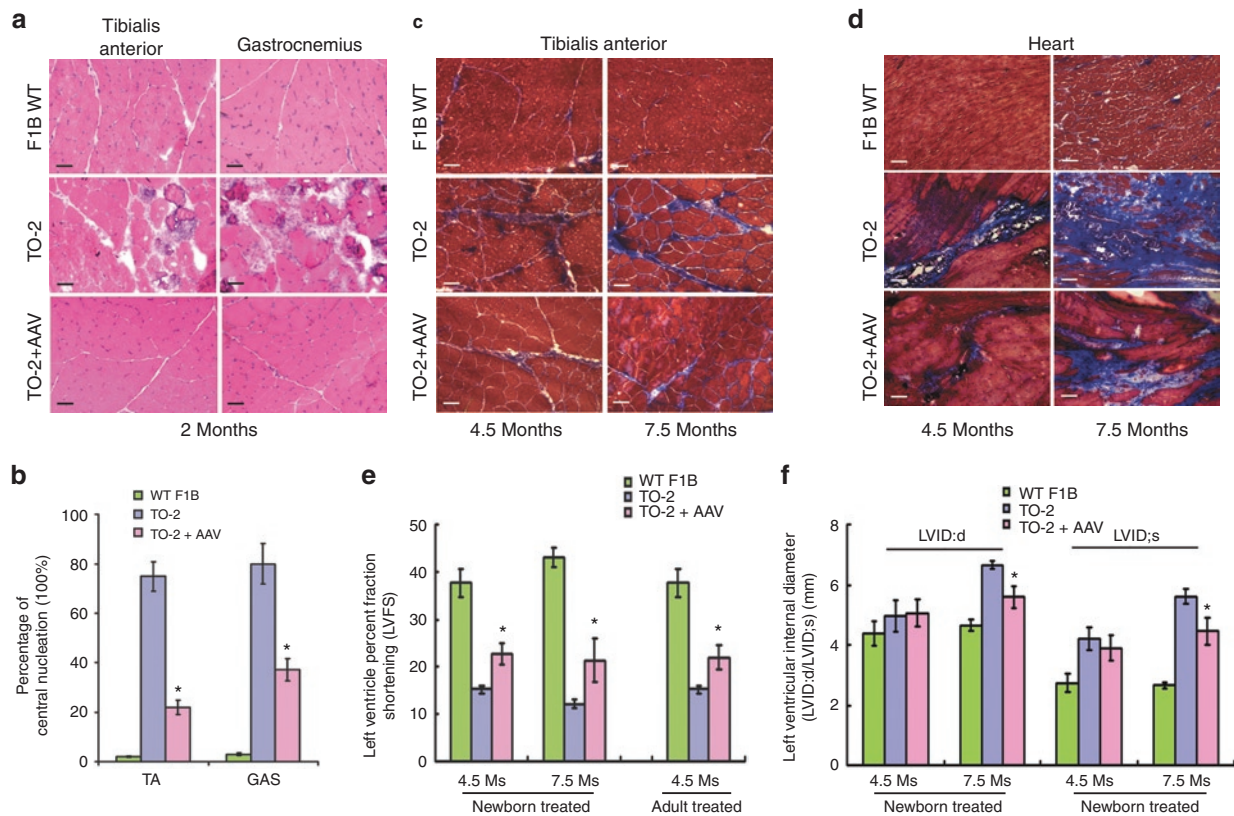 a
Tibialis
anterior
Gastrocnemius
F1B WT
TO-2
TO-2+AAV
2 Months
c
Tibialis anterior
F1B WT
TO-2
TO-2+AAV
4.5 Months
7.5 Months
d
Heart
F1B WT
TO-2
TO-2+AAV
4.5 Months
7.5 Months
b
WT F1B
TO-2
TO-2 + AAV
Percentage of
central nucleation (100%)
100
80
60
40
20
0
*
*
TA
GAS
e
WT F1B
TO-2
TO-2 + AAV
Left ventricle percent fraction
shortening (LVFS)
50
40
30
20
10
0
*
*
*
4.5 Ms
7.5 Ms
4.5 Ms
Newborn treated
Adult treated
f
WT F1B
TO-2
TO-2 + AAV
Left ventricular internal diameter
(LVID:d/LVID;s) (mm)
8
6
4
2
0
LVID:d
LVID;s
*
*
4.5 Ms
7.5 Ms
4.5 Ms
7.5 Ms
Newborn treated
Newborn treated